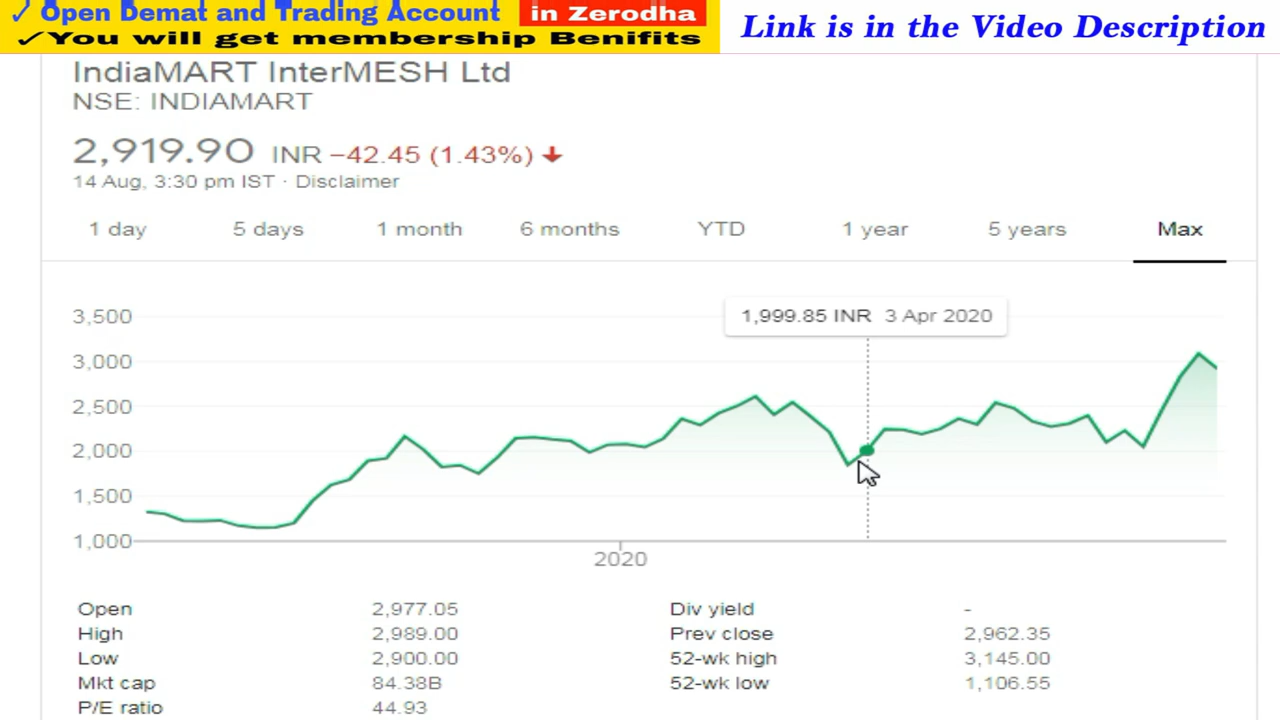 ✓ Open Demat and Trading Account in Zerodha
✓You will get membership Benifits
Link is in the Video Description
IndiaMART InterMESH Ltd
NSE: INDIAMART
2,919.90 INR −42.45 (1.43%) ↓
14 Aug, 3:30 pm IST · Disclaimer
1 day 5 days 1 month 6 months YTD 1 year 5 years Max
1,999.85 INR 3 Apr 2020
3,500
3,000
2,500
2,000
1,500
1,000
2020
Open 2,977.05 Div yield -
High 2,989.00 Prev close 2,962.35
Low 2,900.00 52-wk high 3,145.00
Mkt cap 84.38B 52-wk low 1,106.55
P/E ratio 44.93